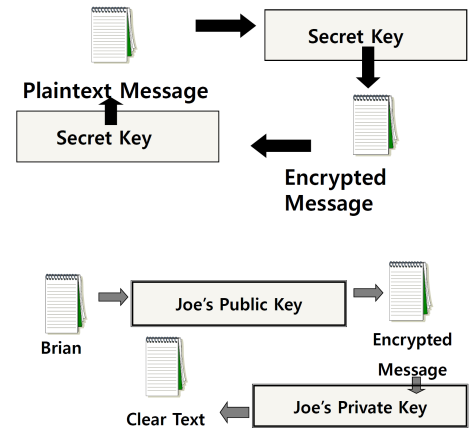 Secret Key
Plaintext Message
Secret Key
Encrypted
Message
Joe's Public Key
Brian
Encrypted
Message
Clear Text
Joe's Private Key